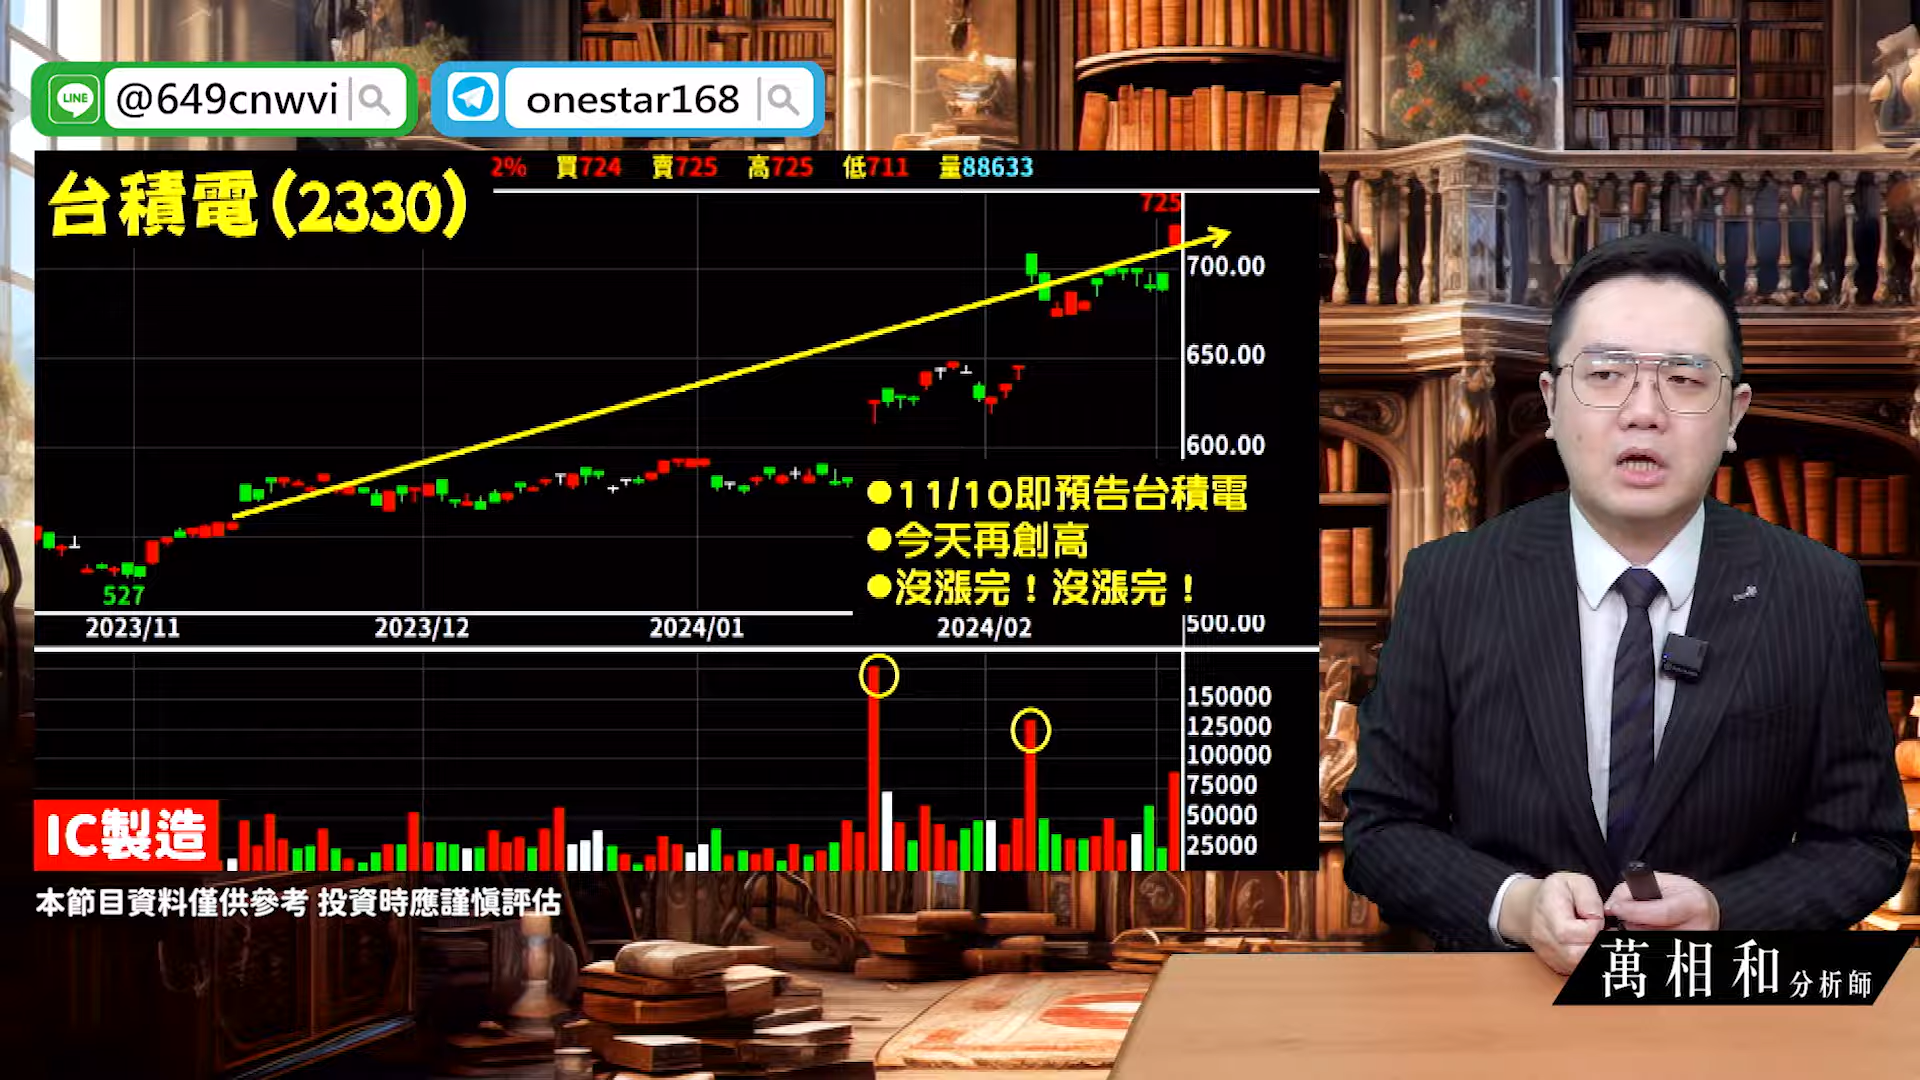 LINE @649cnwvi
onestar168
台積電(2330)
2% 買724 賣725 高725 低711 量88633
725
700.00
650.00
600.00
●11/10即預告台積電
●今天再創高
●沒漲完！沒漲完！
527
500.00
2023/11 2023/12 2024/01 2024/02
150000
125000
100000
75000
50000
25000
IC製造
本節目資料僅供參考 投資時應謹慎評估
萬相和分析師